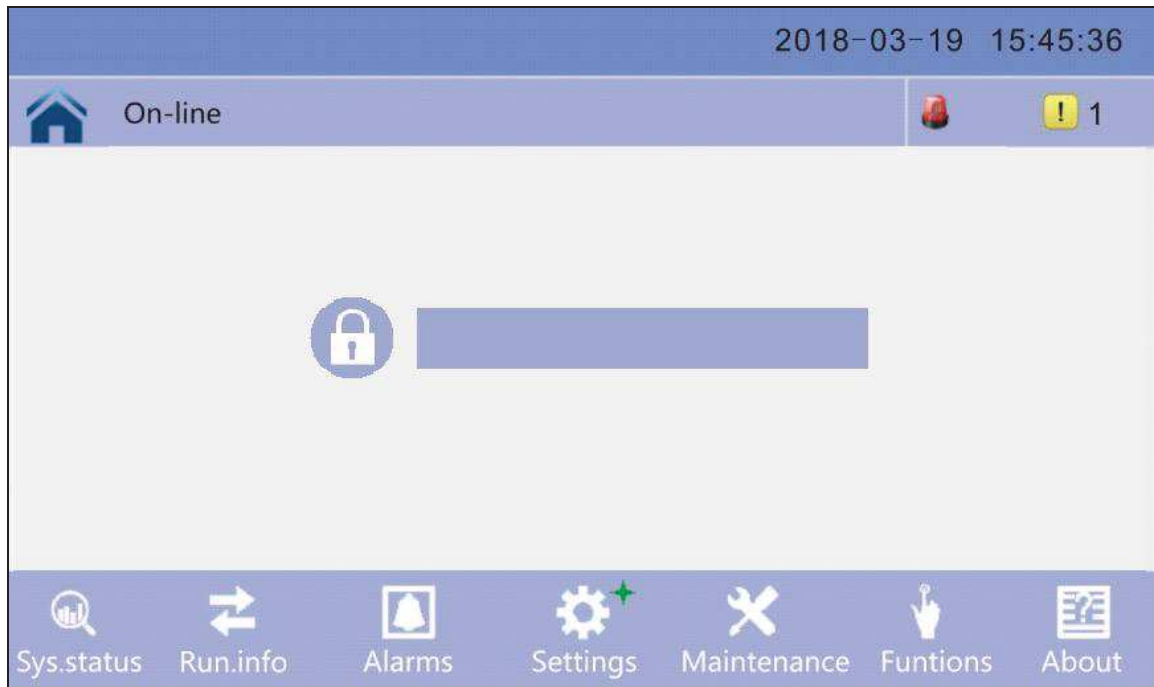 2018-03-19 15:45:36
On-line
! 1
Sys.status Run.info Alarms Settings Maintenance Funtions About